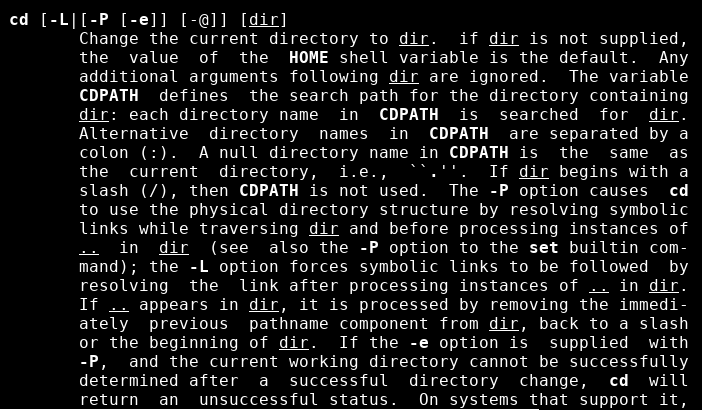 cd [-L|[-P [-e]] [-@]] [dir]
Change the current directory to dir.  if dir is not supplied,
the  value  of  the  HOME shell variable is the default.  Any
additional arguments following dir are ignored.  The variable
CDPATH  defines  the search path for the directory containing
dir: each directory name  in  CDPATH  is  searched  for  dir.
Alternative  directory  names  in  CDPATH  are separated by a
colon (:).  A null directory name in CDPATH is  the  same  as
the  current  directory,  i.e.,  ``.''.  If dir begins with a
slash (/), then CDPATH is not used.  The -P option causes  cd
to use the physical directory structure by resolving symbolic
links while traversing dir and before processing instances of
..  in  dir  (see  also the -P option to the set builtin com-
mand); the -L option forces symbolic links to be followed  by
resolving  the  link after processing instances of .. in dir.
If .. appears in dir, it is processed by removing the immedi-
ately  previous  pathname component from dir, back to a slash
or the beginning of dir.  If the -e option is  supplied  with
-P,  and the current working directory cannot be successfully
determined after  a  successful  directory  change,  cd  will
return  an  unsuccessful status.  On systems that support it,